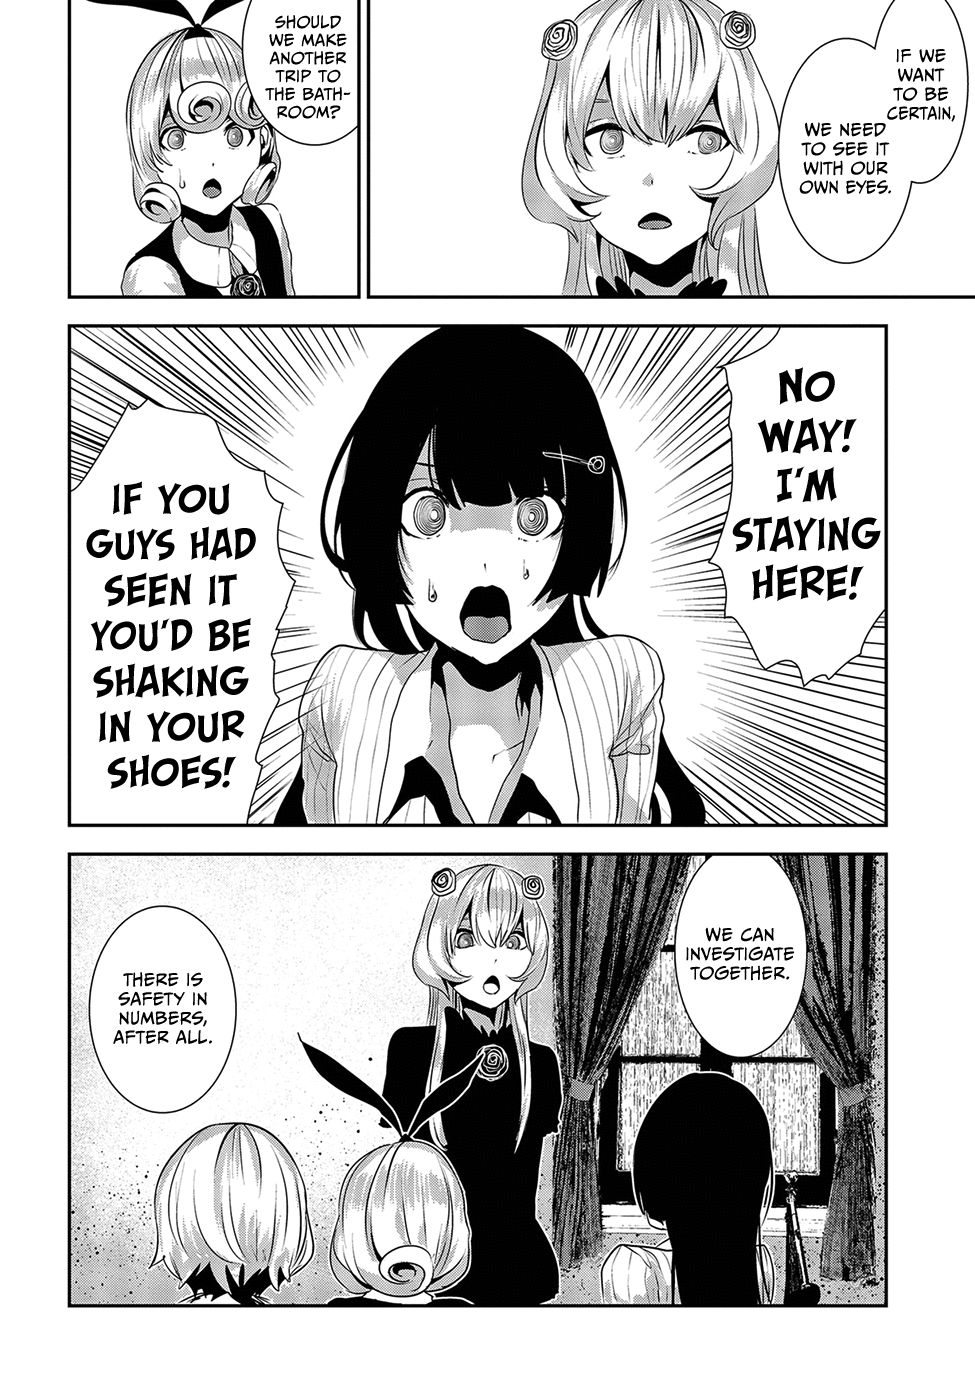 IF WE
WANT
TO BE
CERTAIN,
WE NEED
TO SEE IT
WITH OUR
OWN EYES.
SHOULD
WE MAKE
ANOTHER
TRIP TO
THE BATH-
ROOM?
NO
WAY!
I'M
STAYING
HERE!
IF YOU
GUYS HAD
SEEN IT
YOU'D BE
SHAKING
IN YOUR
SHOES!
WE CAN
INVESTIGATE
TOGETHER.
THERE IS
SAFETY IN
NUMBERS,
AFTER ALL.